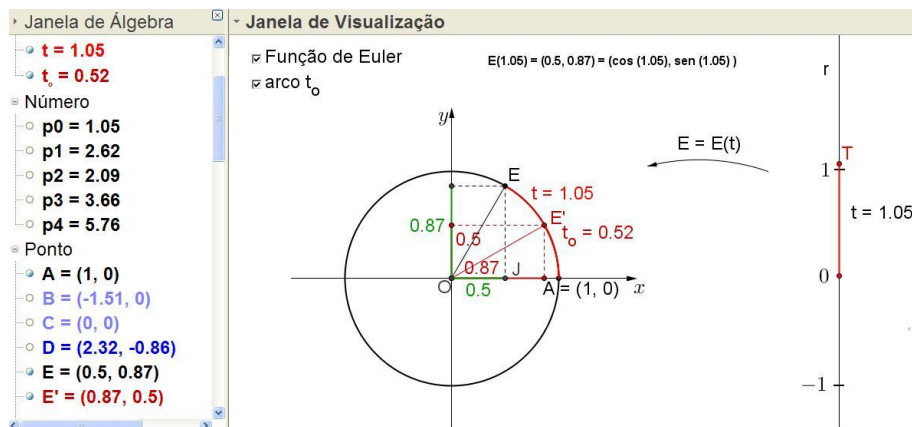 Janela de Álgebra
t = 1.05
t₀ = 0.52
Número
p0 = 1.05
p1 = 2.62
p2 = 2.09
p3 = 3.66
p4 = 5.76
Ponto
A = (1, 0)
B = (-1.51, 0)
C = (0, 0)
D = (2.32, -0.86)
E = (0.5, 0.87)
E' = (0.87, 0.5)
Janela de Visualização
Função de Euler
arco t₀
E(1.05) = (0.5, 0.87) = (cos (1.05), sen (1.05) )
y
E
t = 1.05
E'
t₀ = 0.52
0.87
0.5
0.87
J
O
0.5
A = (1, 0)
x
E = E(t)
r
T
1
t = 1.05
0
−1